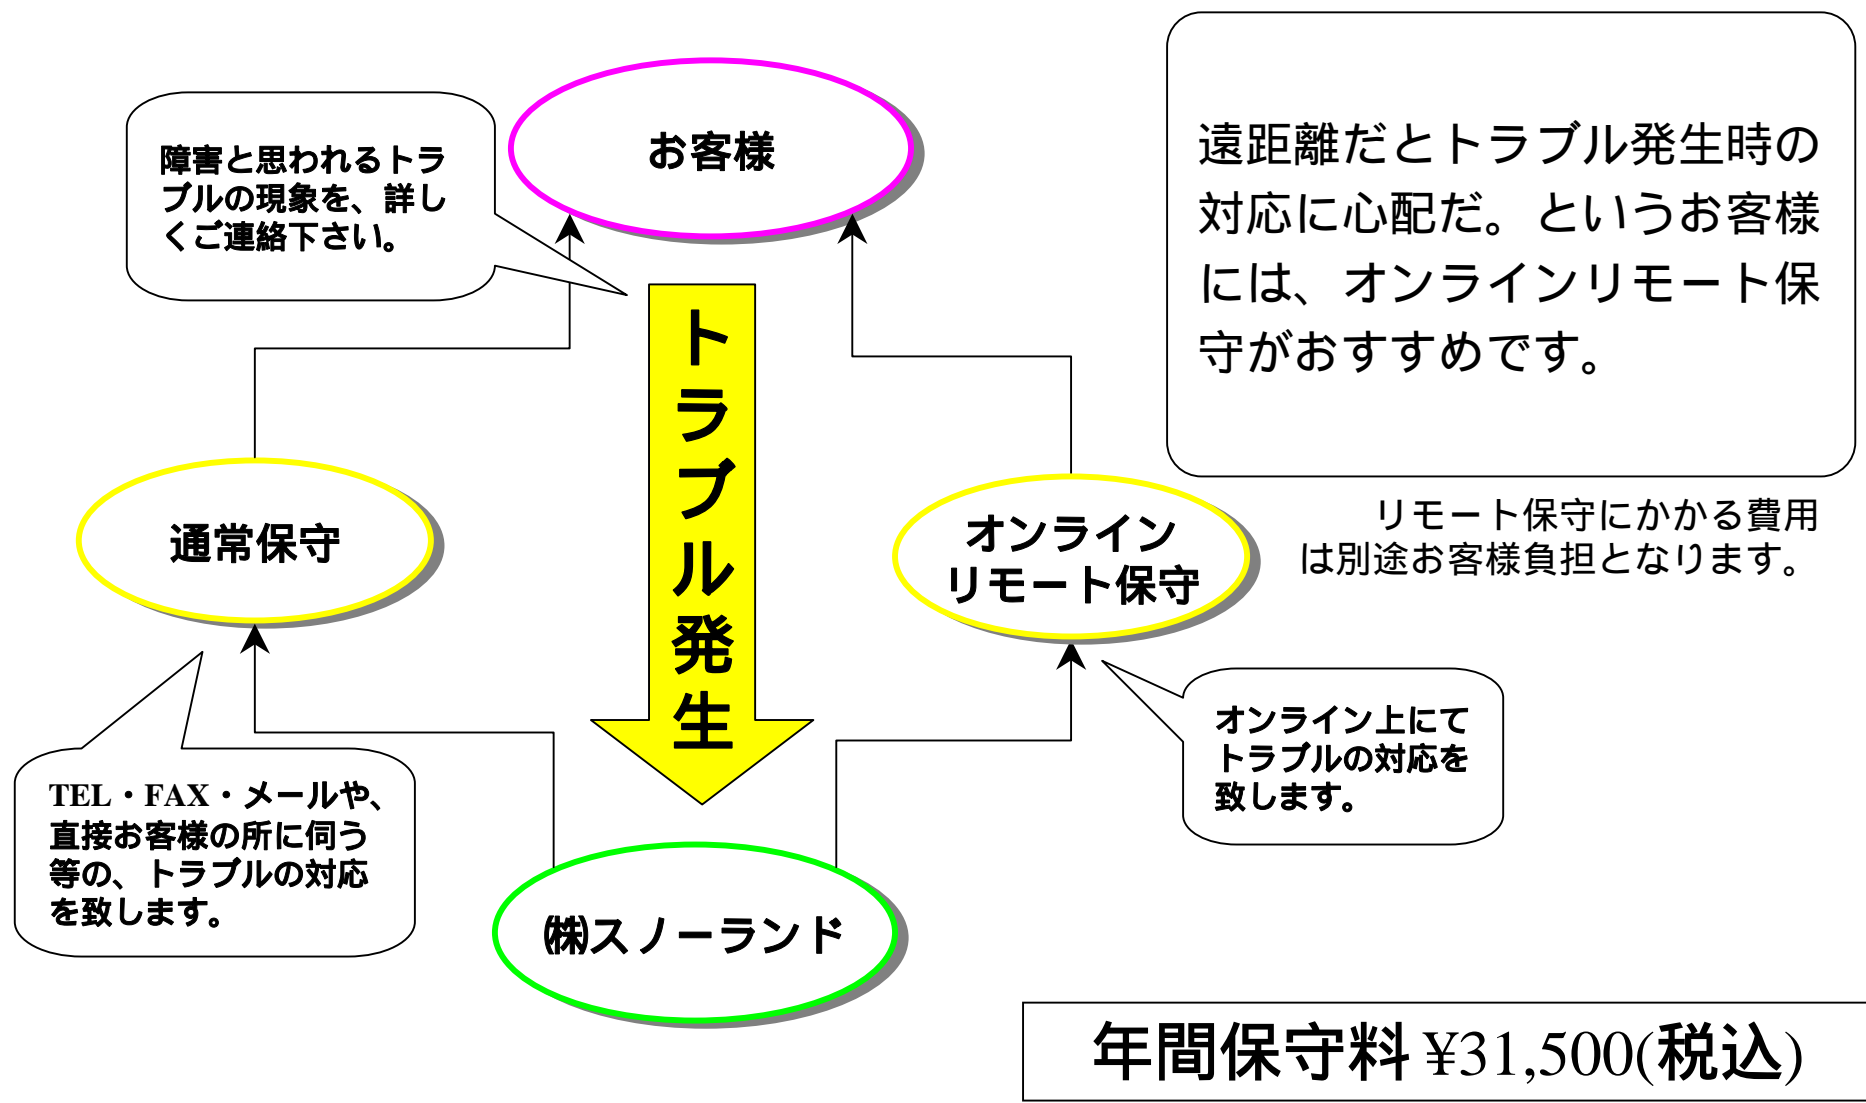 お客様
障害と思われるトラ
ブルの現象を、詳し
くご連絡下さい。
遠距離だとトラブル発生時の
対応に心配だ。というお客様
には、オンラインリモート保
守がおすすめです。
トラブル発生
通常保守
オンライン
リモート保守
リモート保守にかかる費用
は別途お客様負担となります。
オンライン上にて
トラブルの対応を
致します。
TEL・FAX・メールや、
直接お客様の所に伺う
等の、トラブルの対応
を致します。
㈱スノーランド
年間保守料 ¥31,500(税込)